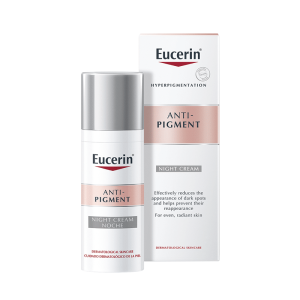 Eucerin®
HYPERPIGMENTATION
ANTI-
PIGMENT
NIGHT CREAM
Effectively reduces the
appearance of dark spots
and helps prevent their
reappearance
For even, radiant skin
DERMATOLOGICAL SKINCARE
Eucerin®
ANTI-
PIGMENT
NIGHT CREAM
NOCHE
DERMATOLOGICAL SKINCARE
CUIDADO DERMATOLÓGICO DE LA PIEL